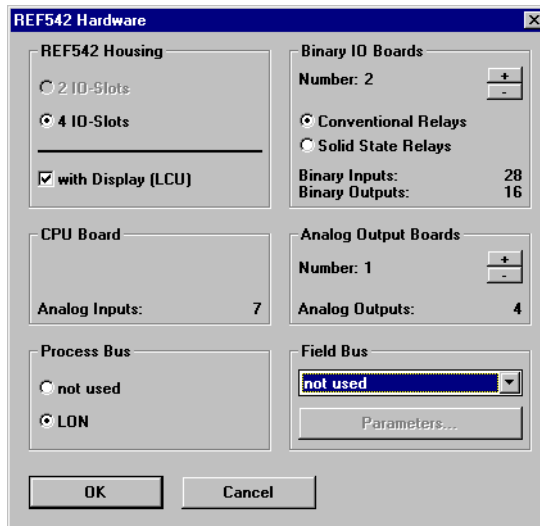 REF542 Hardware
REF542 Housing
2 IO-Slots
4 IO-Slots
with Display (LCU)
Binary IO Boards
Number: 2
+
-
Conventional Relays
Solid State Relays
Binary Inputs: 28
Binary Outputs: 16
CPU Board
Analog Inputs: 7
Analog Output Boards
Number: 1
+
-
Analog Outputs: 4
Process Bus
not used
LON
Field Bus
not used
Parameters...
OK
Cancel